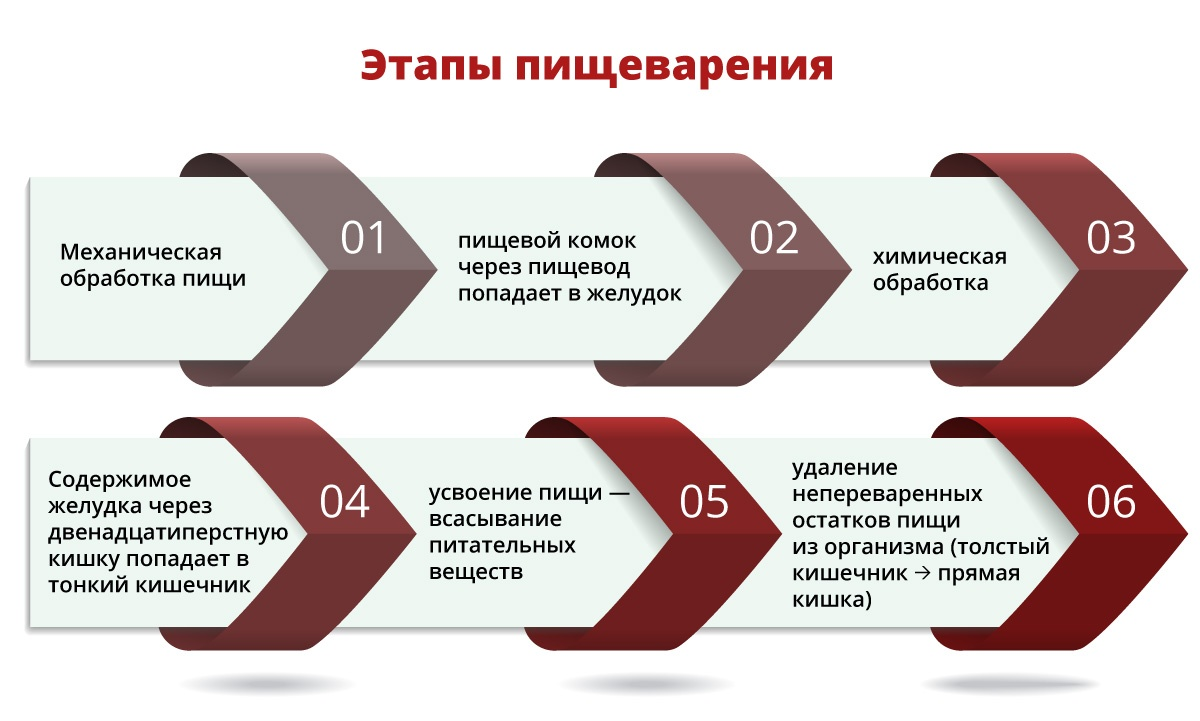 Этапы пищеварения
Механическая
обработка пищи
01
пищевой комок
через пищевод
попадает в желудок
02
химическая
обработка
03
Содержимое
желудка через
двенадцатиперстную
кишку попадает в
тонкий кишечник
04
усвоение пищи —
всасывание
питательных
веществ
05
удаление
непереваренных
остатков пищи
из организма (толстый
кишечник → прямая
кишка)
06